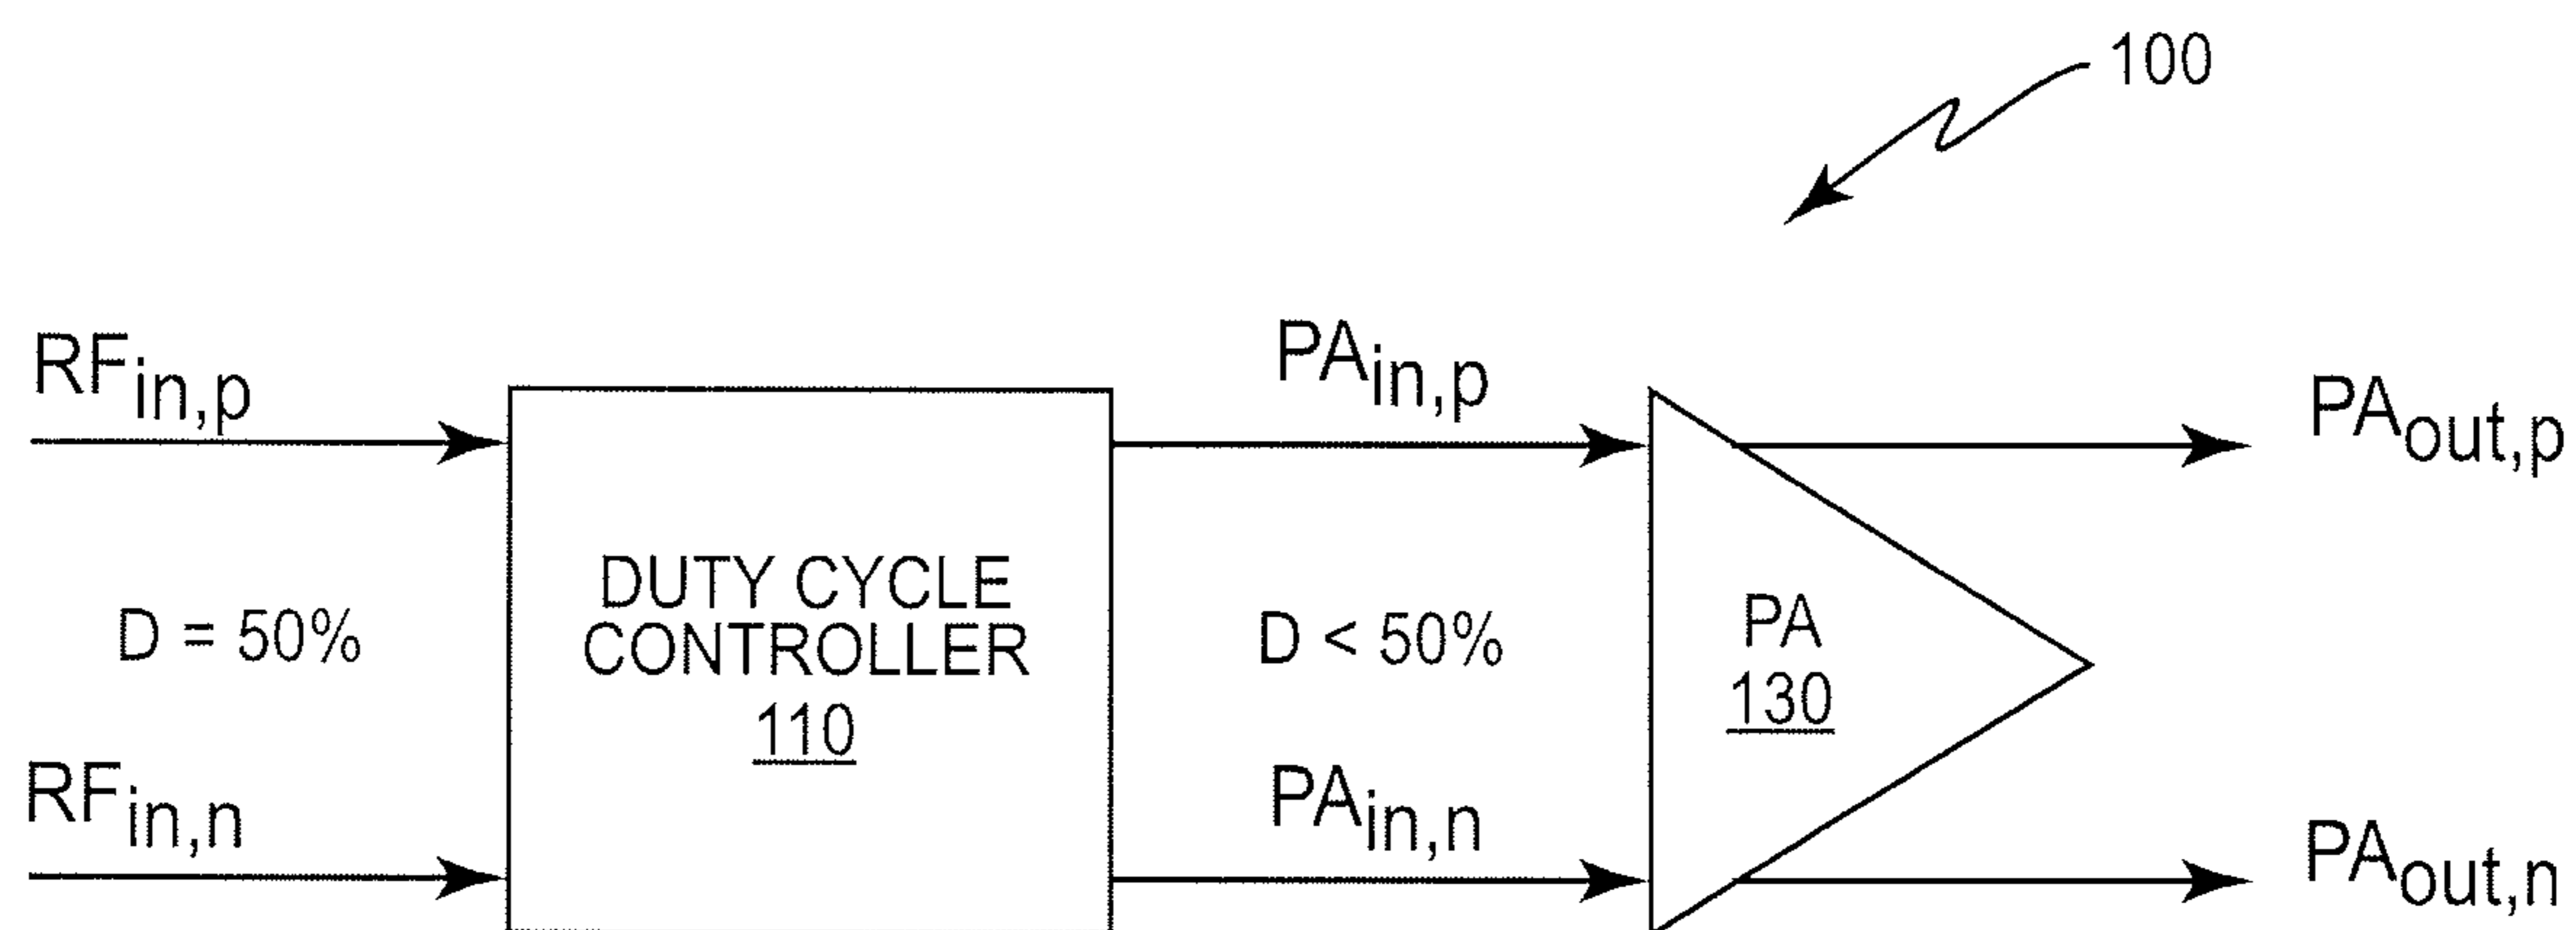 100
RFin,p
PAin,p
PAout,p
D = 50%
DUTY CYCLE
CONTROLLER
110
D < 50%
PA
130
RFin,n
PAin,n
PAout,n